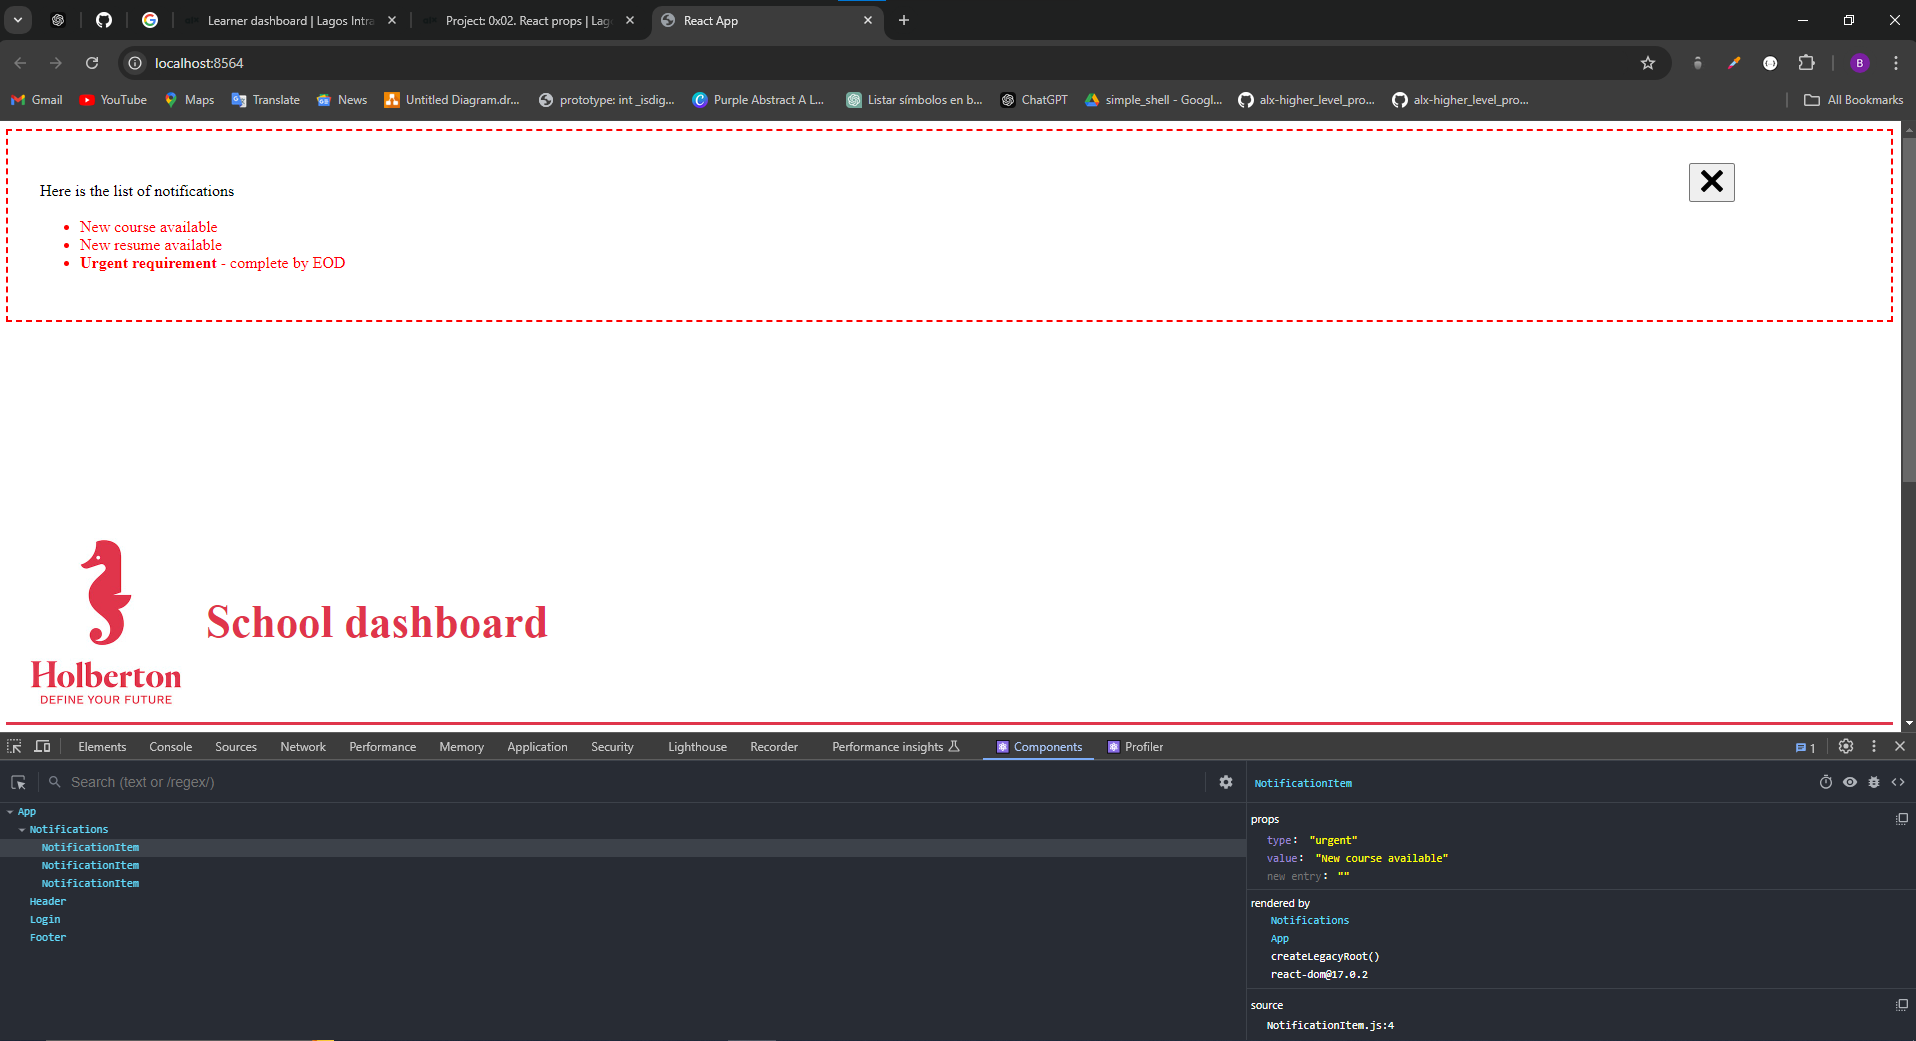 Learner dashboard | Lagos Intra
Project: 0x02. React props | Lag
React App
localhost:8564
B
Gmail
YouTube
Maps
Translate
News
Untitled Diagram.dr...
prototype: int _isdig...
Purple Abstract A L...
Listar símbolos en b...
ChatGPT
simple_shell - Googl...
alx-higher_level_pro...
alx-higher_level_pro...
All Bookmarks
Here is the list of notifications
New course available
New resume available
Urgent requirement - complete by EOD
School dashboard
Holberton
DEFINE YOUR FUTURE
Elements
Console
Sources
Network
Performance
Memory
Application
Security
Lighthouse
Recorder
Performance insights
Components
Profiler
1
Search (text or /regex/)
App
Notifications
NotificationItem
NotificationItem
NotificationItem
Header
Login
Footer
NotificationItem
props
type: "urgent"
value: "New course available"
new entry: ""
rendered by
Notifications
App
createLegacyRoot()
react-dom@17.0.2
source
NotificationItem.js:4